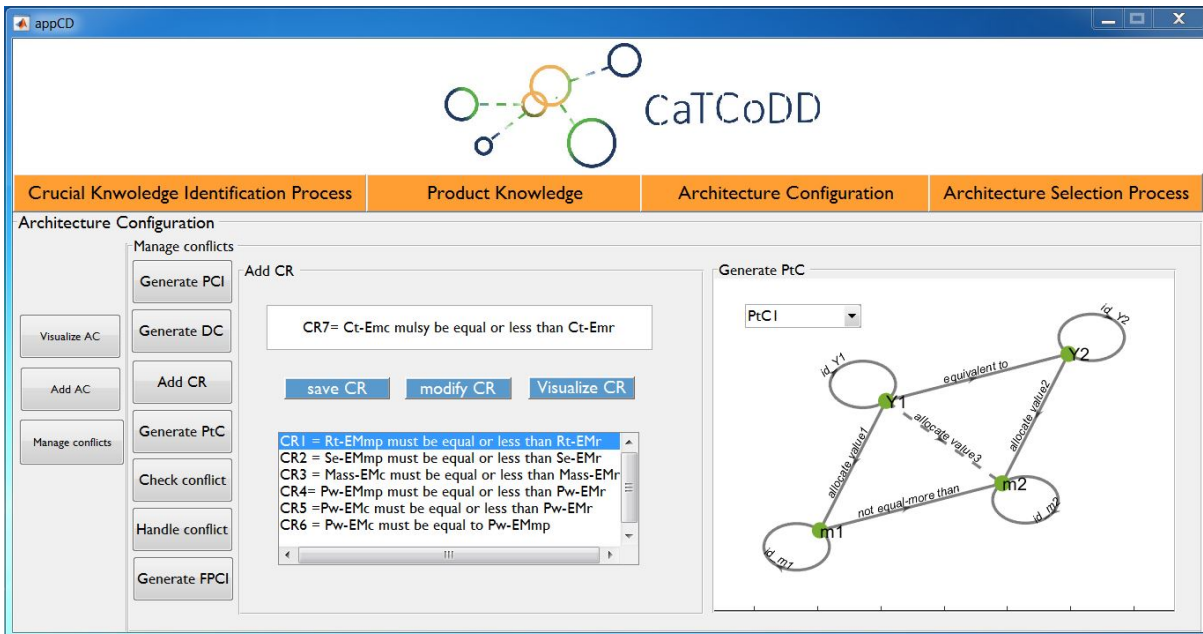 appCD
CaTCoDD
Crucial Knwoledge Identification Process
Product Knowledge
Architecture Configuration
Architecture Selection Process
Architecture Configuration
Visualize AC
Add AC
Manage conflicts
Manage conflicts
Generate PCI
Generate DC
Add CR
Generate PtC
Check conflict
Handle conflict
Generate FPCI
Add CR
CR7= Ct-Emc mulsy be equal or less than Ct-Emr
save CR
modify CR
Visualize CR
CR1 = Rt-EMmp must be equal or less than Rt-EMr
CR2 = Se-EMmp must be equal or less than Se-EMr
CR3 = Mass-EMc must be equal or less than Mass-EMr
CR4= Pw-EMmp must be equal or less than Pw-EMr
CR5 =Pw-EMc must be equal or less than Pw-EMr
CR6 = Pw-EMc must be equal to Pw-EMmp
Generate PtC
PtC1
id_Y2
Y2
id_Y1
equivalent to
Y1
allocate value2
allocate value3
allocate value1
m2
not equal-more than
id_m2
m1
id_m1